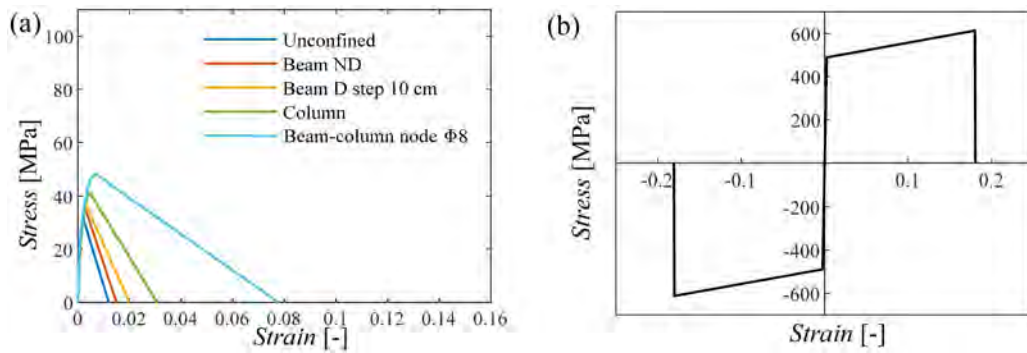 (a)
100
80
60
40
20
0
Stress [MPa]
Unconfined
Beam ND
Beam D step 10 cm
Column
Beam-column node Φ8
0 0.02 0.04 0.06 0.08 0.1 0.12 0.14 0.16
Strain [-]
(b)
600
400
200
-0.2 -0.1 0.1 0.2
-200
-400
-600
Stress [MPa]
Strain [-]